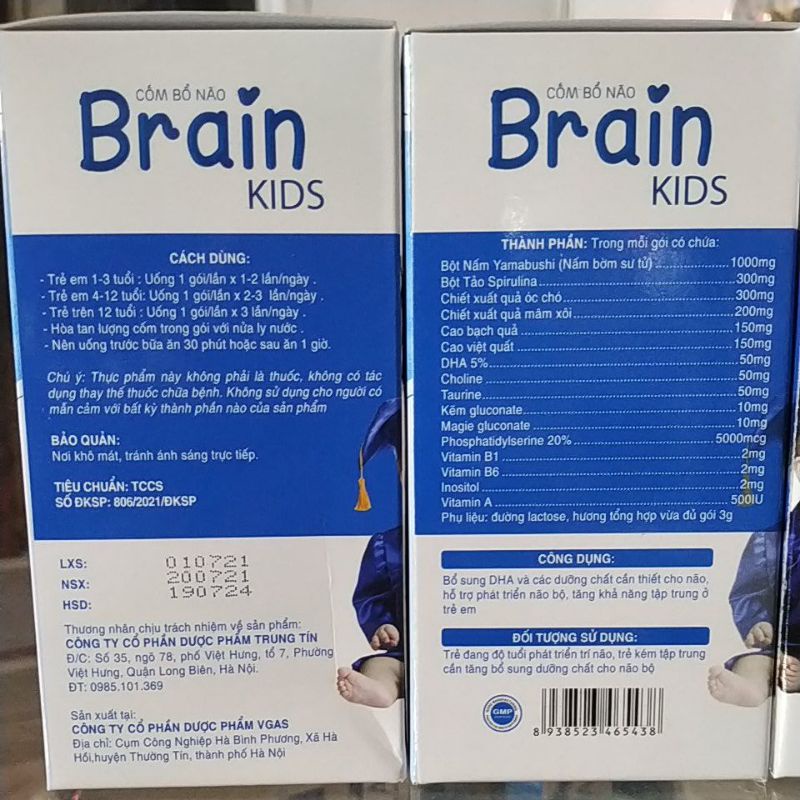 CỐM BỔ NÃO
Brain
KIDS
CÁCH DÙNG:
- Trẻ em 1-3 tuổi : Uống 1 gói/lần x 1-2 lần/ngày .
- Trẻ em 4-12 tuổi: Uống 1 gói/lần x 2-3 lần/ngày .
- Trẻ trên 12 tuổi : Uống 1 gói/lần x 3 lần/ngày .
- Hòa tan lượng cốm trong gói với nửa ly nước .
- Nên uống trước bữa ăn 30 phút hoặc sau ăn 1 giờ.
Chú ý: Thực phẩm này không phải là thuốc, không có tác
dụng thay thế thuốc chữa bệnh. Không sử dụng cho người có
mẫn cảm với bất kỳ thành phần nào của sản phẩm
BẢO QUẢN:
Nơi khô mát, tránh ánh sáng trực tiếp.
TIÊU CHUẨN: TCCS
SỐ ĐKSP: 806/2021/ĐKSP
LXS: 010721
NSX: 200721
HSD: 190724
Thương nhân chịu trách nhiệm về sản phẩm:
CÔNG TY CỔ PHẦN DƯỢC PHẨM TRUNG TÍN
Đ/C: Số 35, ngõ 78, phố Việt Hưng, tổ 7, Phường
Việt Hưng, Quận Long Biên, Hà Nội.
ĐT: 0985.101.369
Sản xuất tại:
CÔNG TY CỔ PHẦN DƯỢC PHẨM VGAS
Địa chỉ: Cụm Công Nghiệp Hà Bình Phương, Xã Hà
Hồi,huyện Thường Tín, thành phố Hà Nội
CỐM BỔ NÃO
Brain
KIDS
THÀNH PHẦN: Trong mỗi gói có chứa:
Bột Nấm Yamabushi (Nấm bờm sư tử)....................1000mg
Bột Tảo Spirulina....................300mg
Chiết xuất quả óc chó....................300mg
Chiết xuất quả mâm xôi....................200mg
Cao bạch quả....................150mg
Cao việt quất....................150mg
DHA 5%....................50mg
Choline....................50mg
Taurine....................50mg
Kẽm gluconate....................10mg
Magie gluconate....................10mg
Phosphatidylserine 20%....................5000mcg
Vitamin B1....................2mg
Vitamin B6....................2mg
Inositol....................2mg
Vitamin A....................500IU
Phụ liệu: đường lactose, hương tổng hợp vừa đủ gói 3g
CÔNG DỤNG:
Bổ sung DHA và các dưỡng chất cần thiết cho não,
hỗ trợ phát triển não bộ, tăng khả năng tập trung ở
trẻ em
ĐỐI TƯỢNG SỬ DỤNG:
Trẻ đang độ tuổi phát triển trí não, trẻ kém tập trung
cần tăng bổ sung dưỡng chất cho não bộ
GMP
8 938523 465438